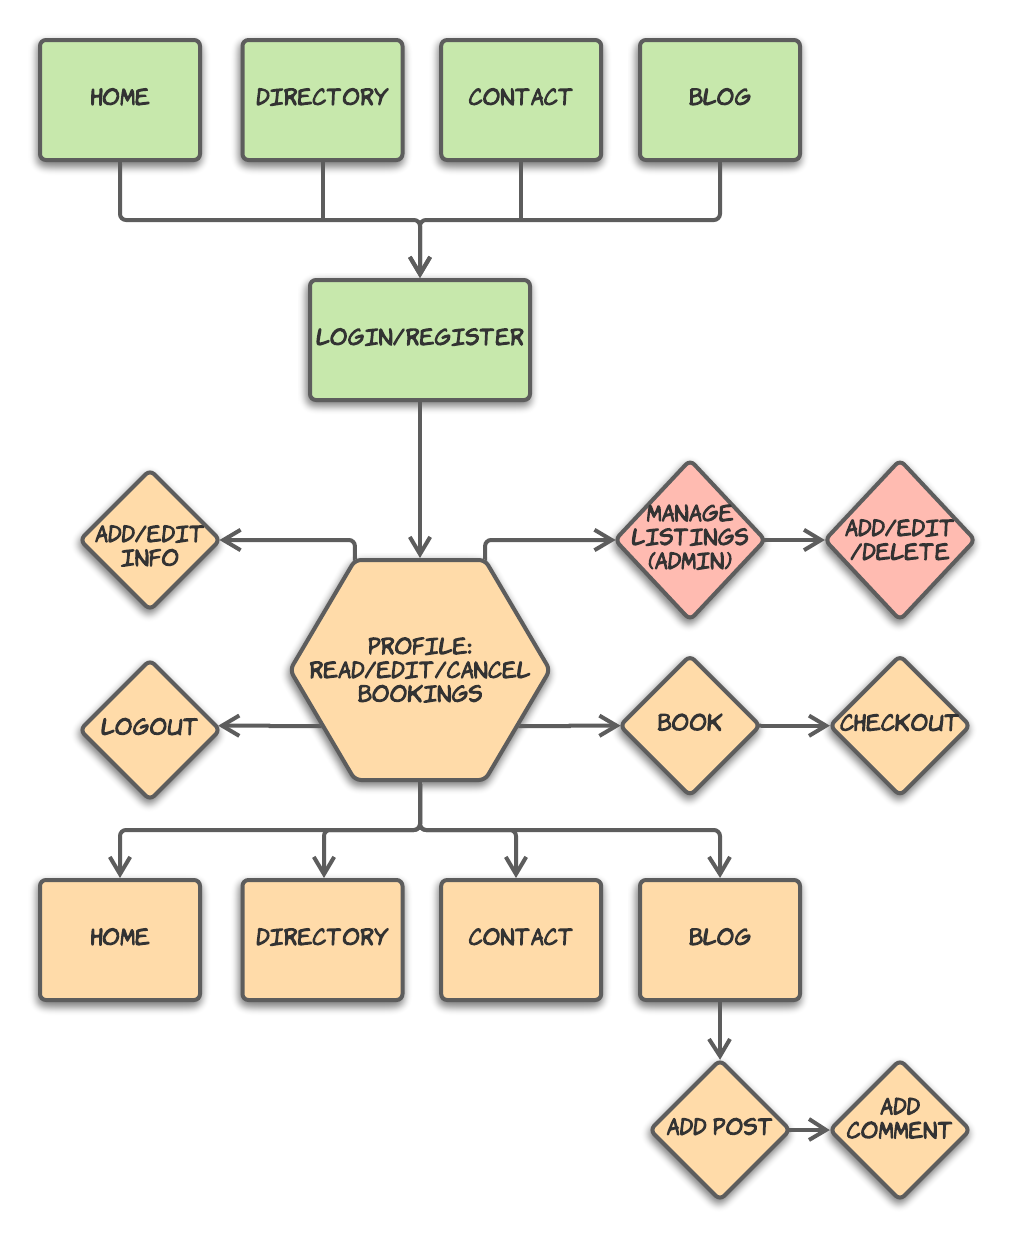 HOME
DIRECTORY
CONTACT
BLOG
LOGIN/REGISTER
ADD/EDIT
INFO
MANAGE
LISTINGS
(ADMIN)
ADD/EDIT
/DELETE
PROFILE:
READ/EDIT/CANCEL
BOOKINGS
LOGOUT
BOOK
CHECKOUT
HOME
DIRECTORY
CONTACT
BLOG
ADD POST
ADD
COMMENT